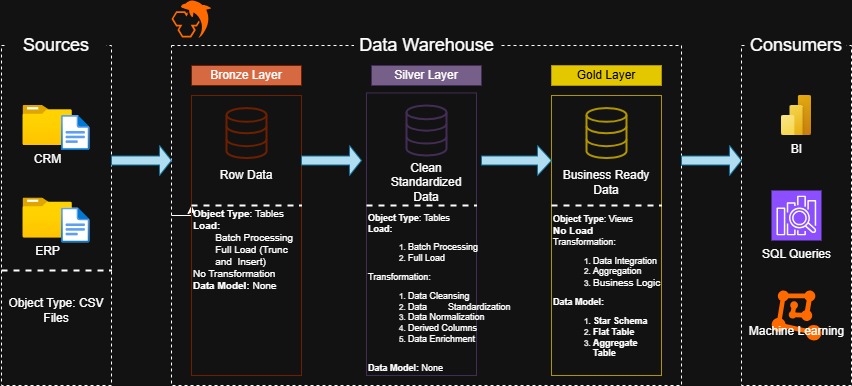 Sources
Data Warehouse
Consumers
Bronze Layer
Silver Layer
Gold Layer
CRM
ERP
Object Type: CSV
Files
Row Data
Object Type: Tables
Load:
Batch Processing
Full Load (Trunc
and Insert)
No Transformation
Data Model: None
Clean
Standardized
Data
Object Type: Tables
Load:
1. Batch Processing
2. Full Load
Transformation:
1. Data Cleansing
2. Data Standardization
3. Data Normalization
4. Derived Columns
5. Data Enrichment
Data Model: None
Business Ready
Data
Object Type: Views
No Load
Transformation:
1. Data Integration
2. Aggregation
3. Business Logic
Data Model:
1. Star Schema
2. Flat Table
3. Aggregate
Table
BI
SQL Queries
Machine Learning